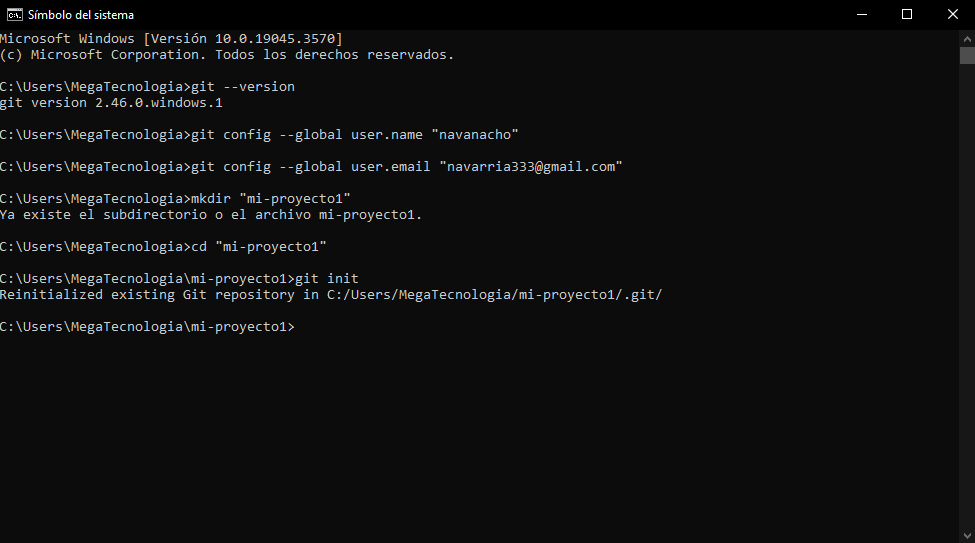 Símbolo del sistema
Microsoft Windows [Versión 10.0.19045.3570]
(c) Microsoft Corporation. Todos los derechos reservados.
C:\Users\MegaTecnologia>git --version
git version 2.46.0.windows.1
C:\Users\MegaTecnologia>git config --global user.name "navanacho"
C:\Users\MegaTecnologia>git config --global user.email "navarria333@gmail.com"
C:\Users\MegaTecnologia>mkdir "mi-proyecto1"
Ya existe el subdirectorio o el archivo mi-proyecto1.
C:\Users\MegaTecnologia>cd "mi-proyecto1"
C:\Users\MegaTecnologia\mi-proyecto1>git init
Reinitialized existing Git repository in C:/Users/MegaTecnologia/mi-proyecto1/.git/
C:\Users\MegaTecnologia\mi-proyecto1>